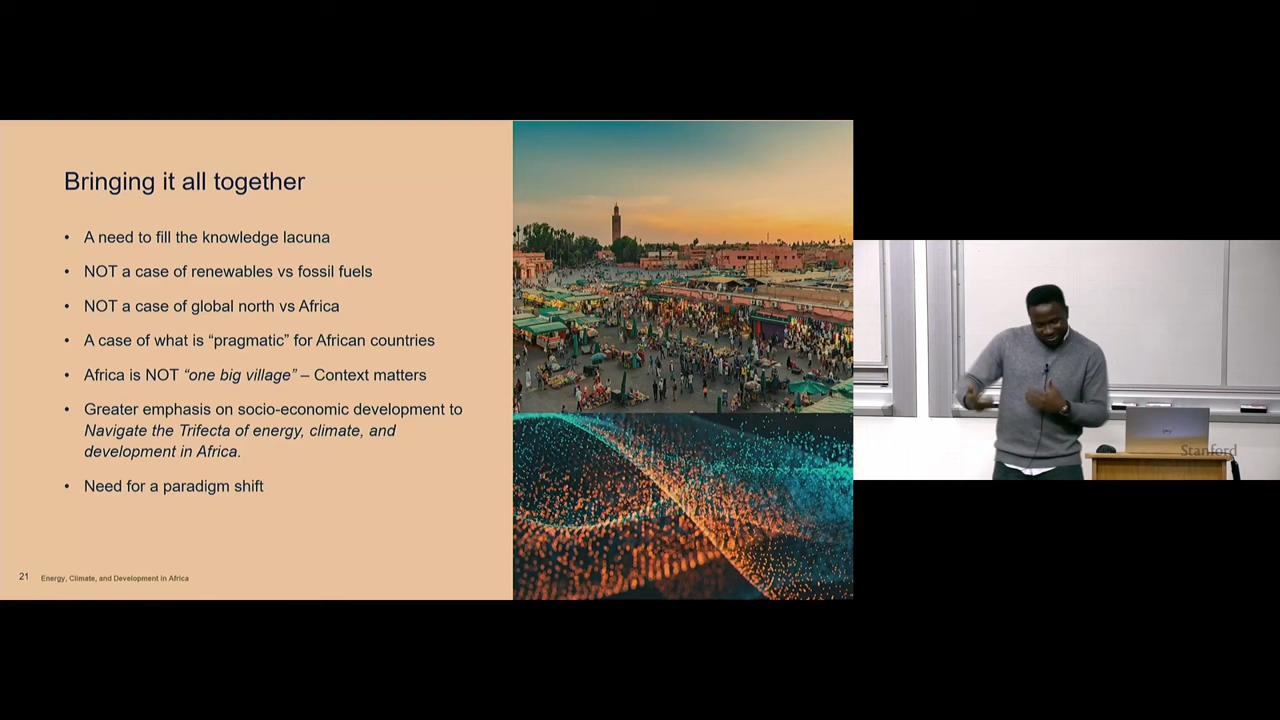 Bringing it all together
• A need to fill the knowledge lacuna
• NOT a case of renewables vs fossil fuels
• NOT a case of global north vs Africa
• A case of what is “pragmatic” for African countries
• Africa is NOT “one big village” – Context matters
• Greater emphasis on socio-economic development to
Navigate the Trifecta of energy, climate, and
development in Africa.
• Need for a paradigm shift
21 Energy, Climate, and Development in Africa
Stanford